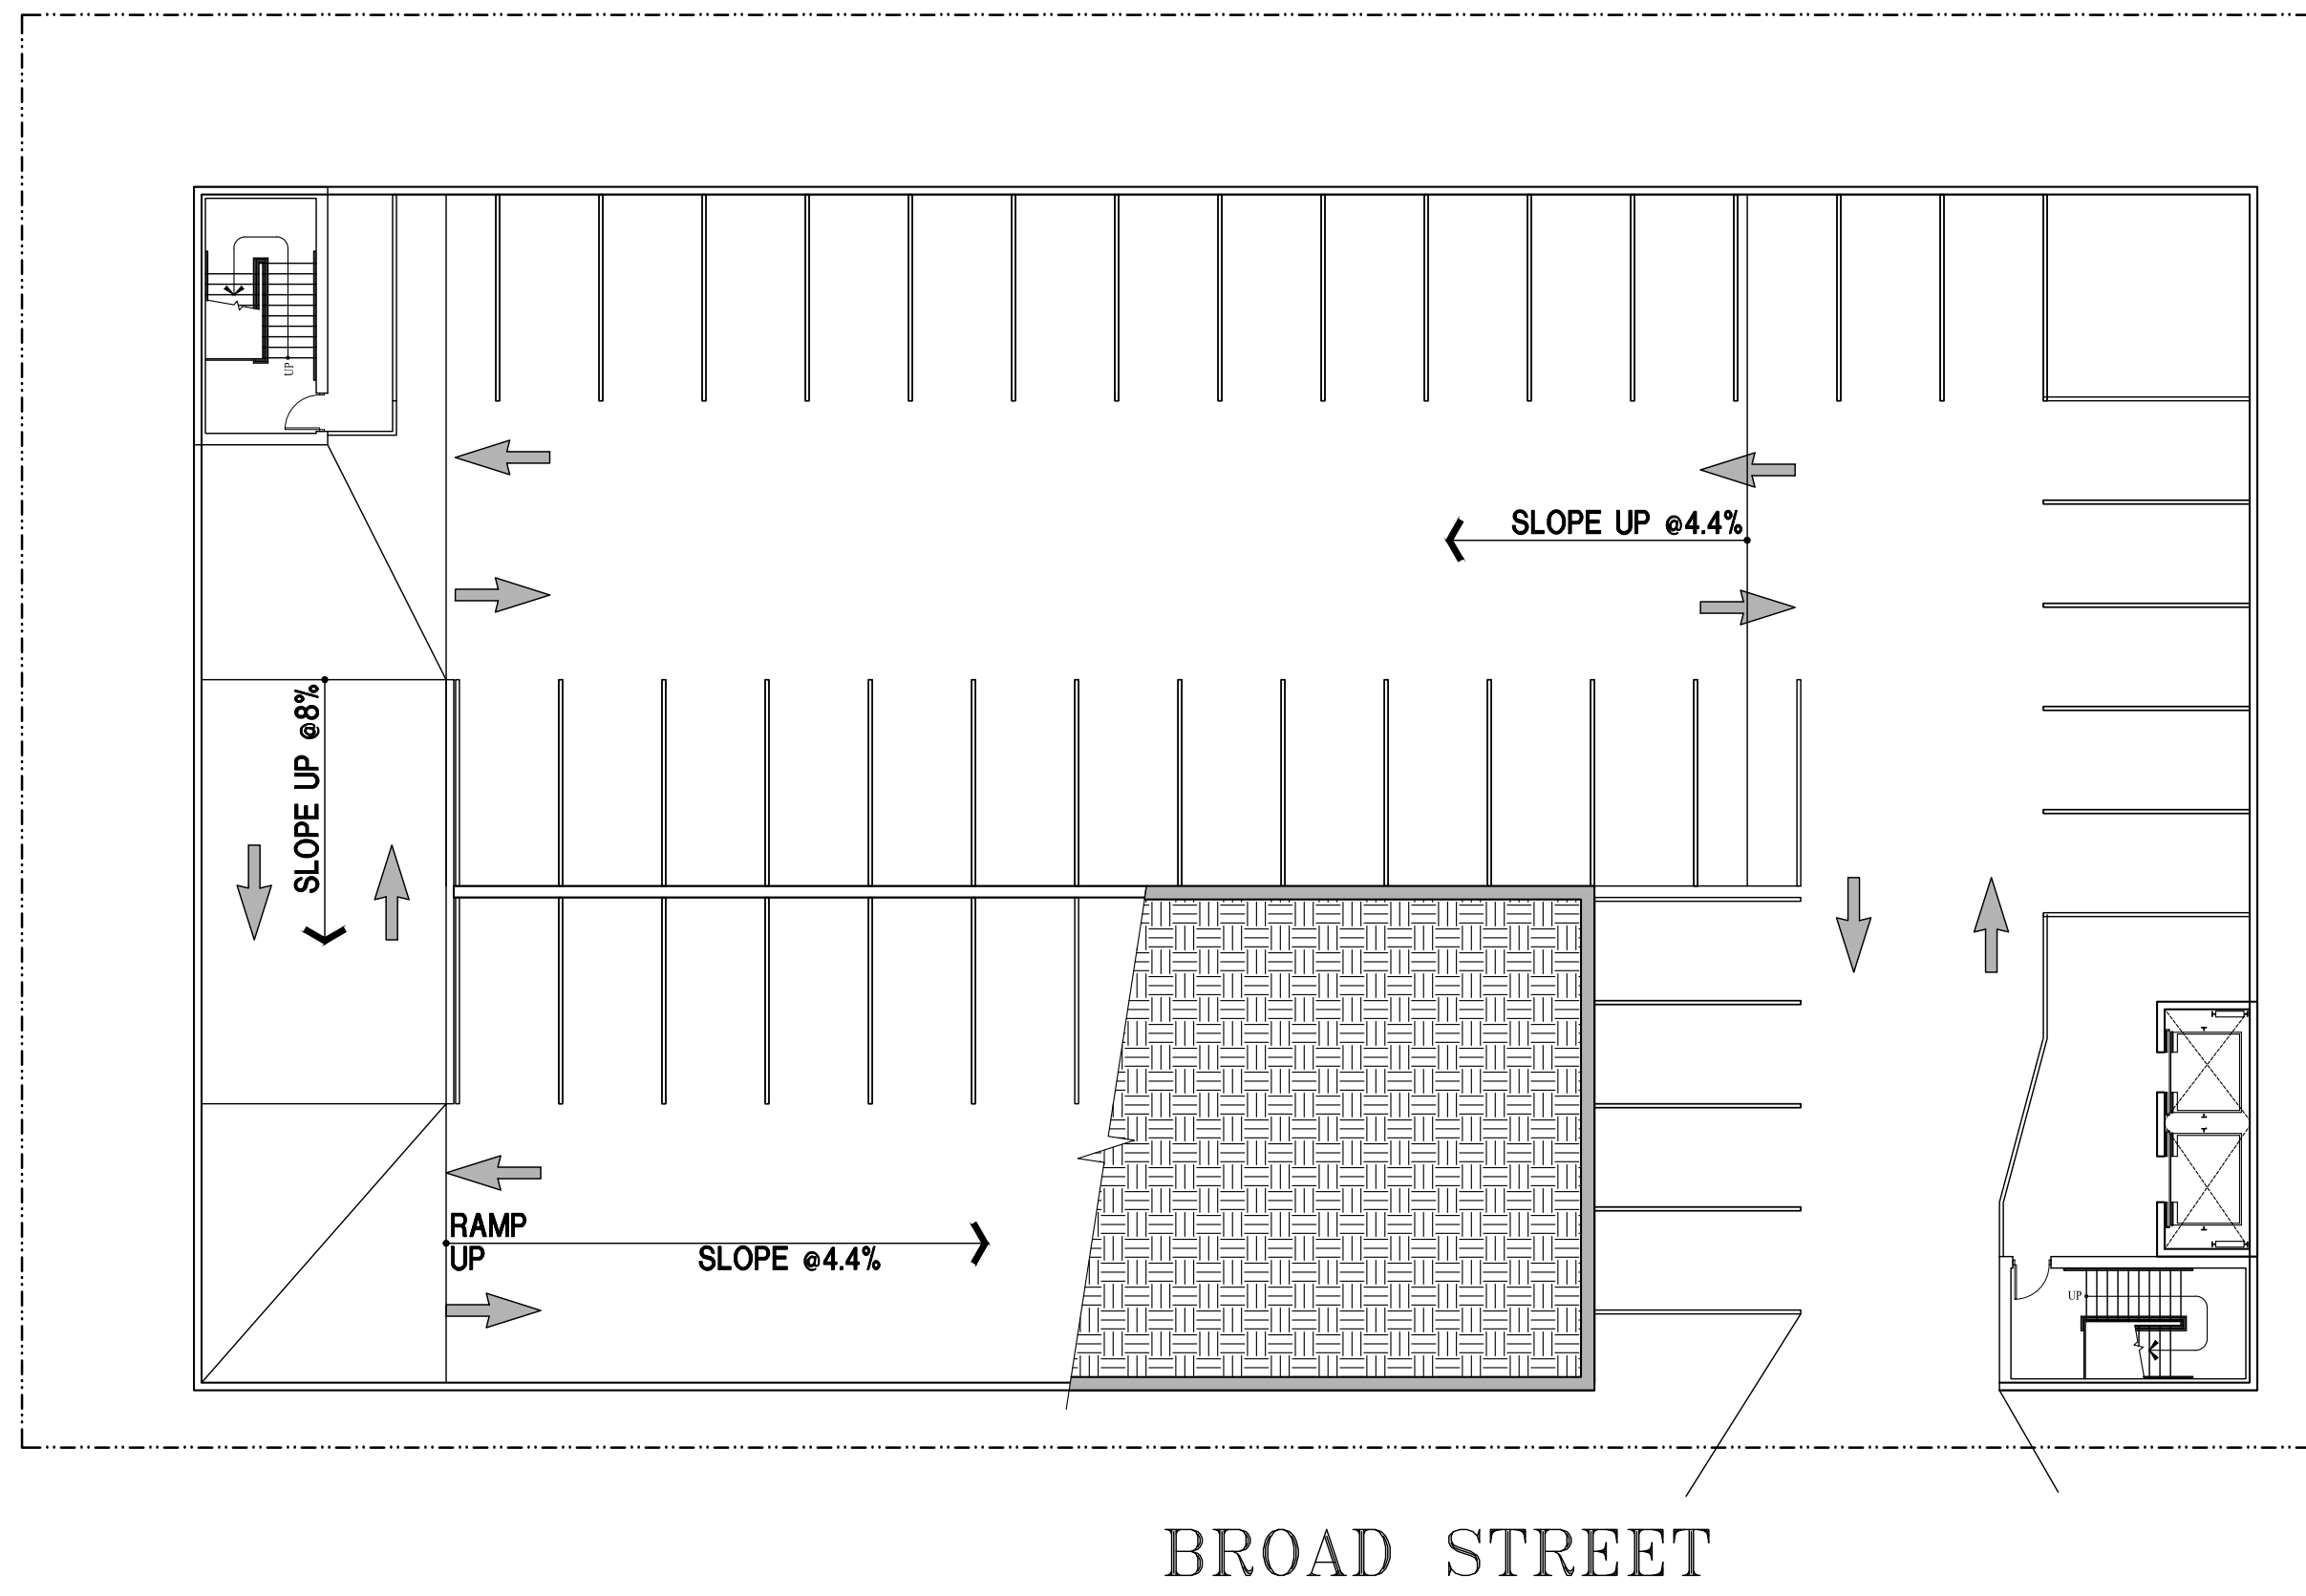 UP
SLOPE UP @4.4%
SLOPE UP @8%
RAMP
UP
SLOPE @4.4%
UP
BROAD STREET